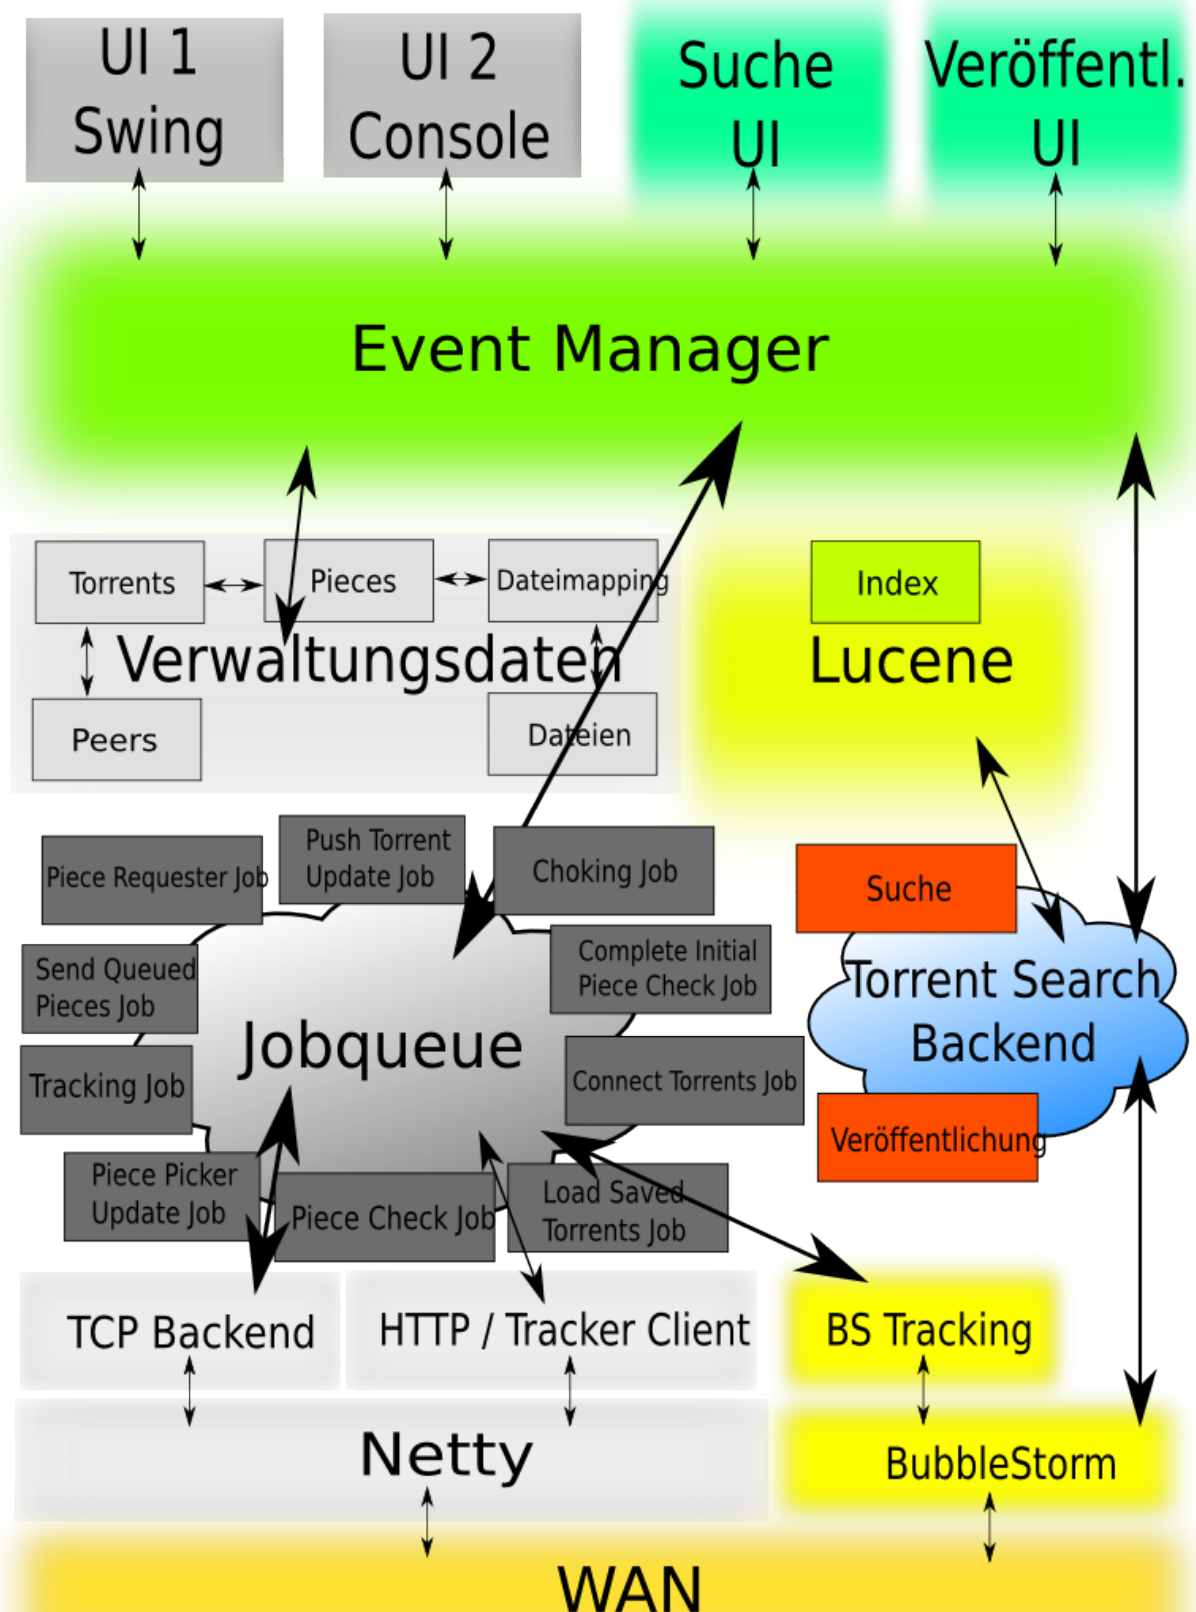 UI 1
Swing
UI 2
Console
Suche
UI
Veröffentl.
UI
Event Manager
Torrents
Pieces
Dateimapping
Index
Verwaltungsdaten
Lucene
Peers
Dateien
Piece Requester Job
Push Torrent
Update Job
Choking Job
Suche
Send Queued
Pieces Job
Complete Initial
Piece Check Job
Torrent Search
Backend
Jobqueue
Tracking Job
Connect Torrents Job
Veröffentlichung
Piece Picker
Update Job
Piece Check Job
Load Saved
Torrents Job
TCP Backend
HTTP / Tracker Client
BS Tracking
Netty
BubbleStorm
WAN